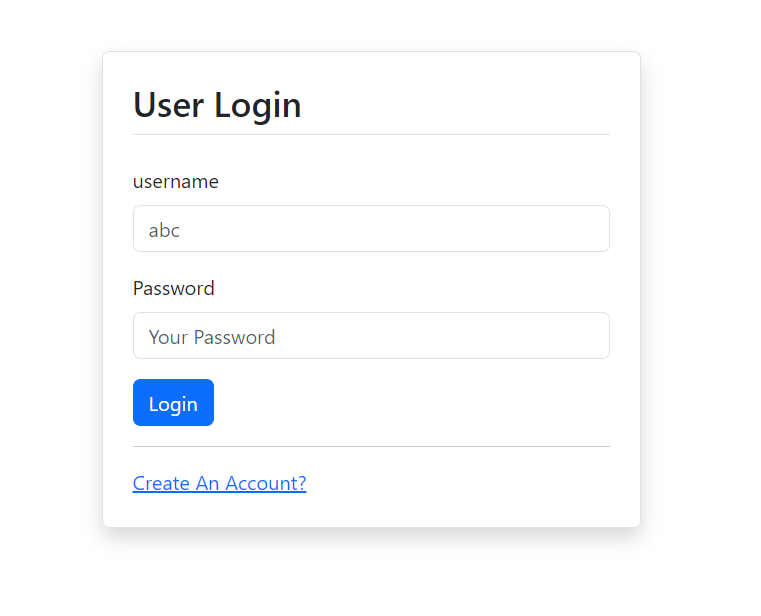 User Login
username
abc
Password
Your Password
Login
Create An Account?